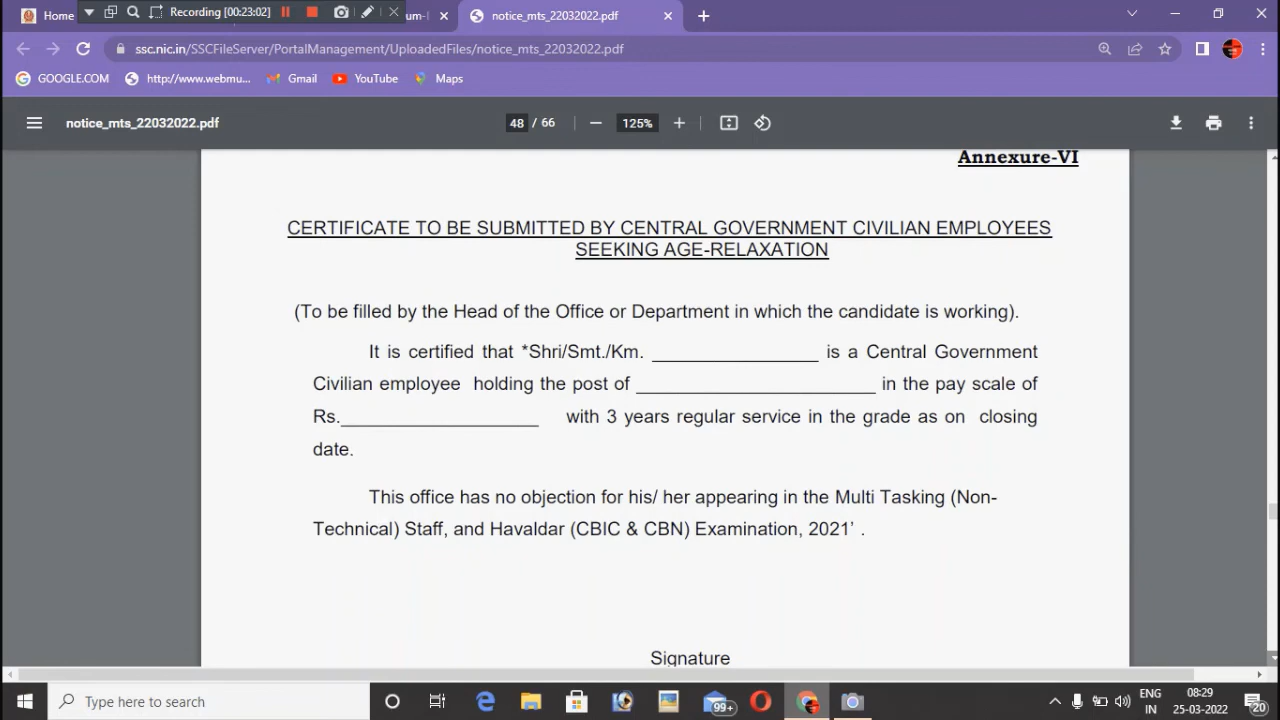 Home
Recording [00:23:02]
um-I
notice_mts_22032022.pdf
ssc.nic.in/SSCFileServer/PortalManagement/UploadedFiles/notice_mts_22032022.pdf
GOOGLE.COM
http://www.webmu...
Gmail
YouTube
Maps
notice_mts_22032022.pdf
48 / 66
125%
Annexure-VI
CERTIFICATE TO BE SUBMITTED BY CENTRAL GOVERNMENT CIVILIAN EMPLOYEES
SEEKING AGE-RELAXATION
(To be filled by the Head of the Office or Department in which the candidate is working).
It is certified that *Shri/Smt./Km. ________________ is a Central Government
Civilian employee holding the post of _______________________ in the pay scale of
Rs.___________________ with 3 years regular service in the grade as on closing
date.
This office has no objection for his/ her appearing in the Multi Tasking (Non-
Technical) Staff, and Havaldar (CBIC & CBN) Examination, 2021’ .
Signature
Type here to search
99+
ENG
IN
08:29
25-03-2022
20